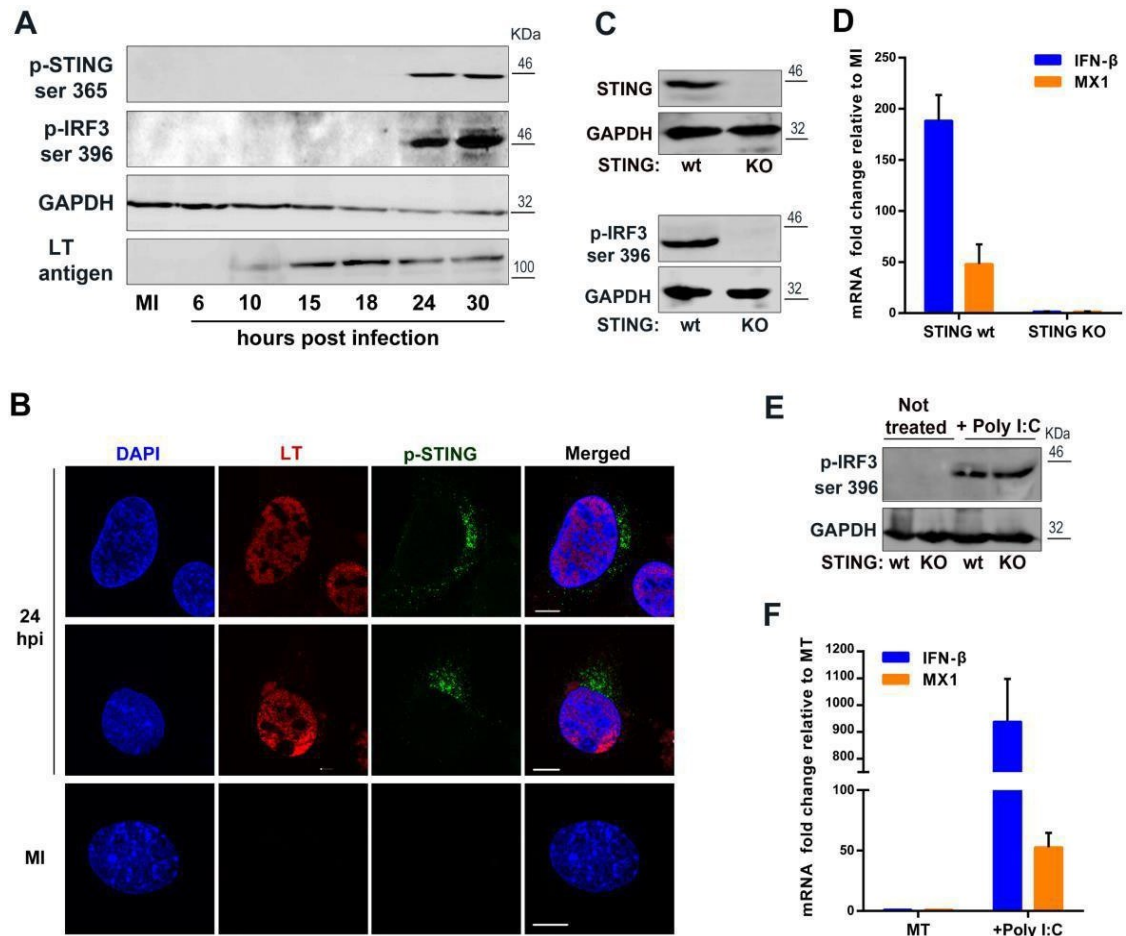 A
KDa
p-STING
ser 365
46
p-IRF3
ser 396
46
GAPDH
32
LT
antigen
100
MI 6 10 15 18 24 30
hours post infection
B
DAPI LT p-STING Merged
24
hpi
MI
C
STING
46
GAPDH
32
STING: wt KO
p-IRF3
ser 396
46
GAPDH
32
STING: wt KO
D
mRNA fold change relative to MI
250
200
150
100
50
0
IFN-β
MX1
STING wt STING KO
E
Not
treated
+ Poly I:C
KDa
p-IRF3
ser 396
46
GAPDH
32
STING: wt KO wt KO
F
mRNA fold change relative to MT
1200
1100
1000
900
800
100
50
0
IFN-β
MX1
MT +Poly I:C